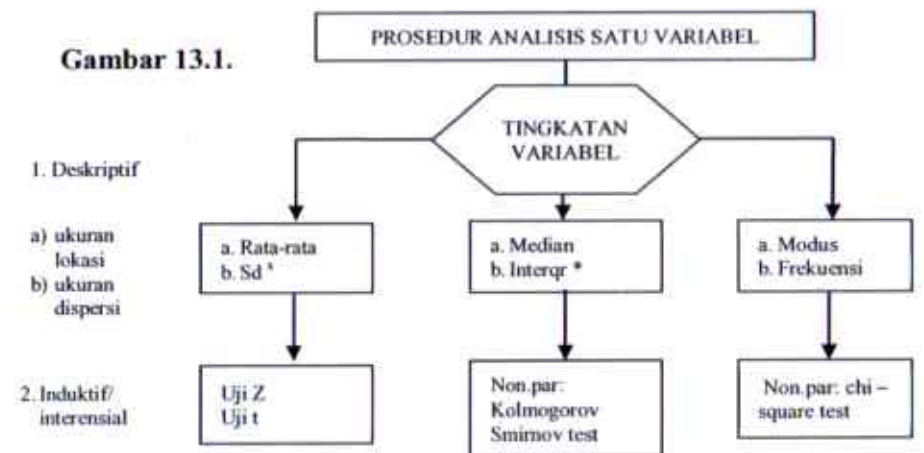 Gambar 13.1.
PROSEDUR ANALISIS SATU VARIABEL
TINGKATAN
VARIABEL
1. Deskriptif
a) ukuran
lokasi
b) ukuran
dispersi
a. Rata-rata
b. Sd
a. Median
b. Interqr *
a. Modus
b. Frekuensi
2. Induktif/
interensial
Uji Z
Uji t
Non.par:
Kolmogorov
Smirnov test
Non.par: chi –
square test